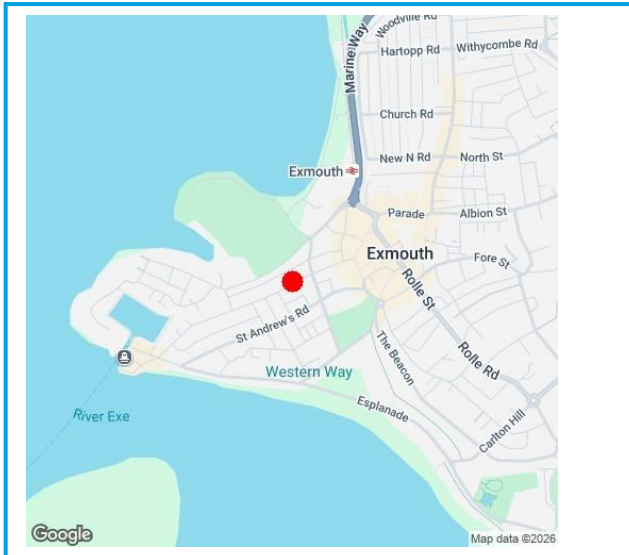 Woodville Rd
Hartopp Rd
Withycombe Rd
Marine Way
Church Rd
New N Rd
North St
Exmouth
Parade
Albion St
Exmouth
Fore St
Rolle St
St Andrew's Rd
The Beacon
Rolle Rd
Western Way
Esplanade
River Exe
Carlton Hill
Google
Map data ©2026